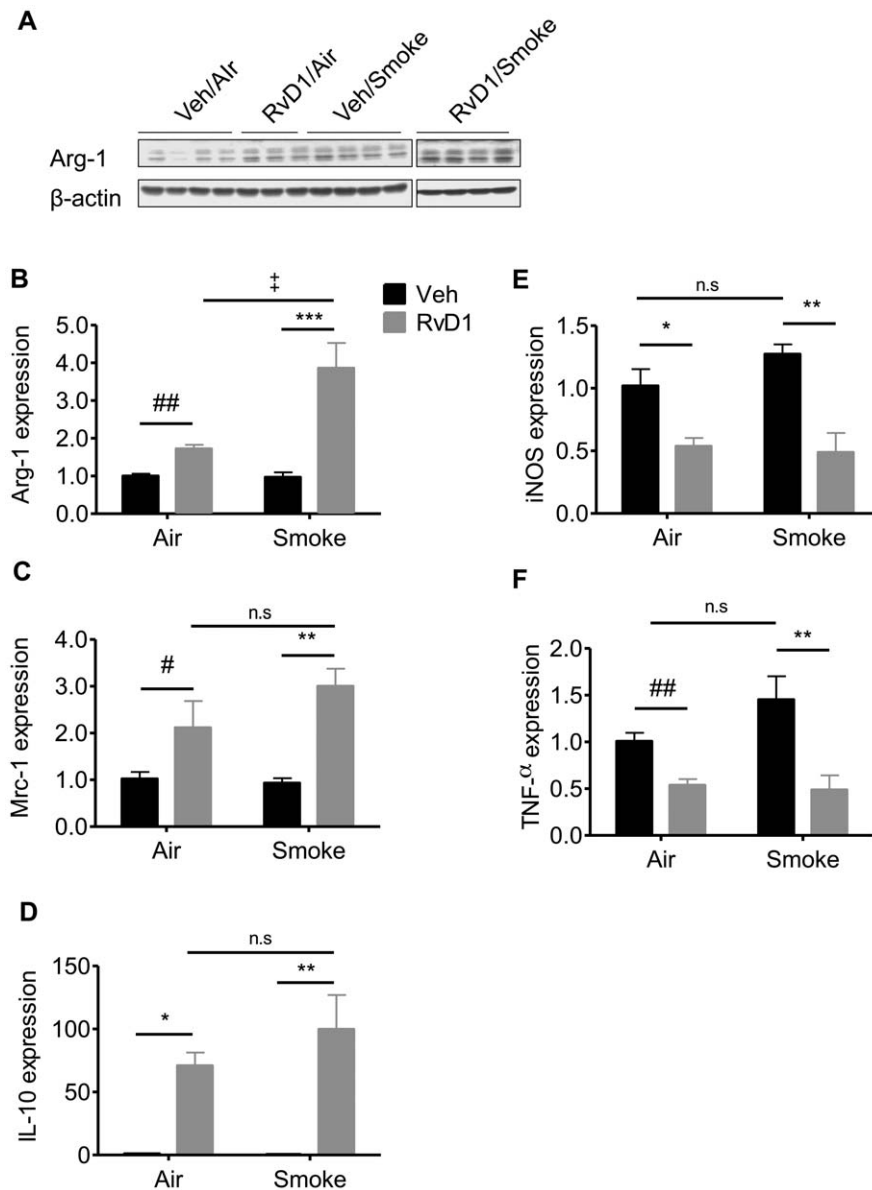 A
Veh/AIr
RvD1/Air
Veh/Smoke
RvD1/Smoke
Arg-1
β-actin
B
‡
***
##
Veh
RvD1
5.0
4.0
3.0
2.0
1.0
0.0
Arg-1 expression
Air
Smoke
C
n.s
**
#
4.0
3.0
2.0
1.0
0.0
Mrc-1 expression
Air
Smoke
D
n.s
**
*
150
100
50
0
IL-10 expression
Air
Smoke
E
n.s
*
**
1.5
1.0
0.5
0.0
iNOS expression
Air
Smoke
F
n.s
##
**
2.0
1.5
1.0
0.5
0.0
TNF-α expression
Air
Smoke